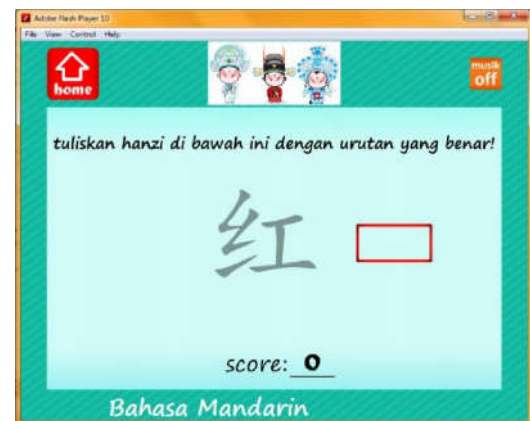 Adobe Flash Player 10
File View Control Help
home
musik
off
tuliskan hanzi di bawah ini dengan urutan yang benar!
红
score: 0
Bahasa Mandarin